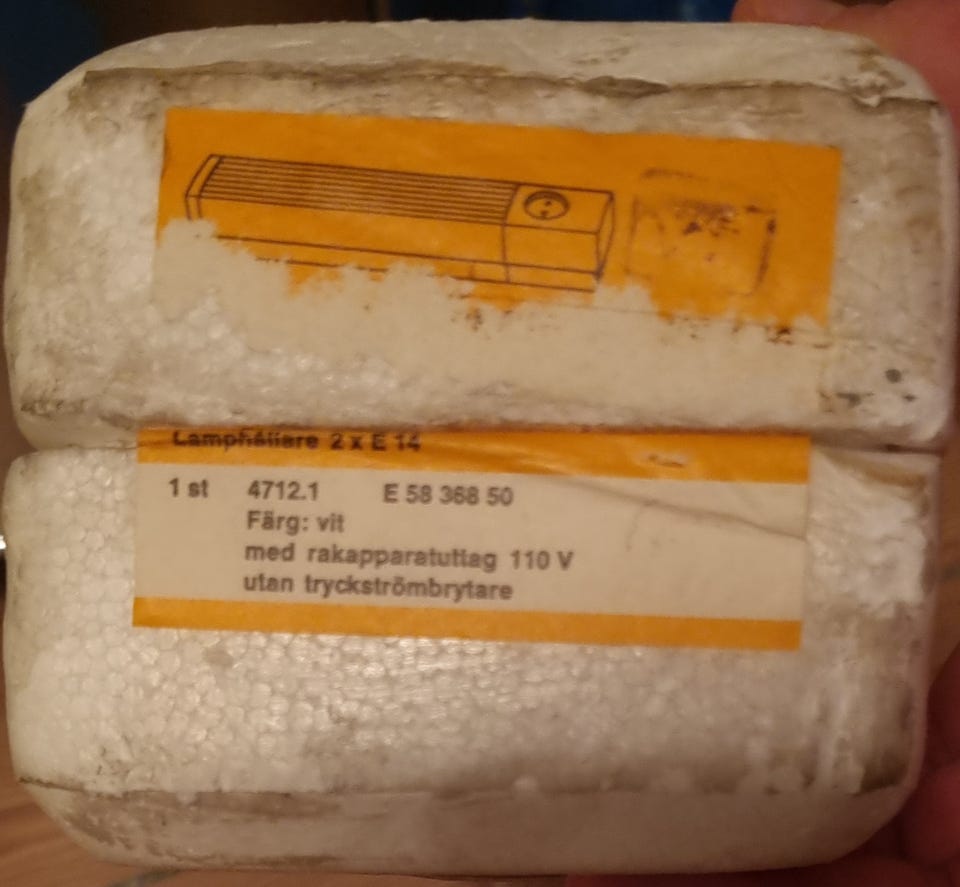 Lamphållare 2 x E 14
1 st 4712.1 E 58 368 50
Färg: vit
med rakapparatuttag 110 V
utan tryckströmbrytare